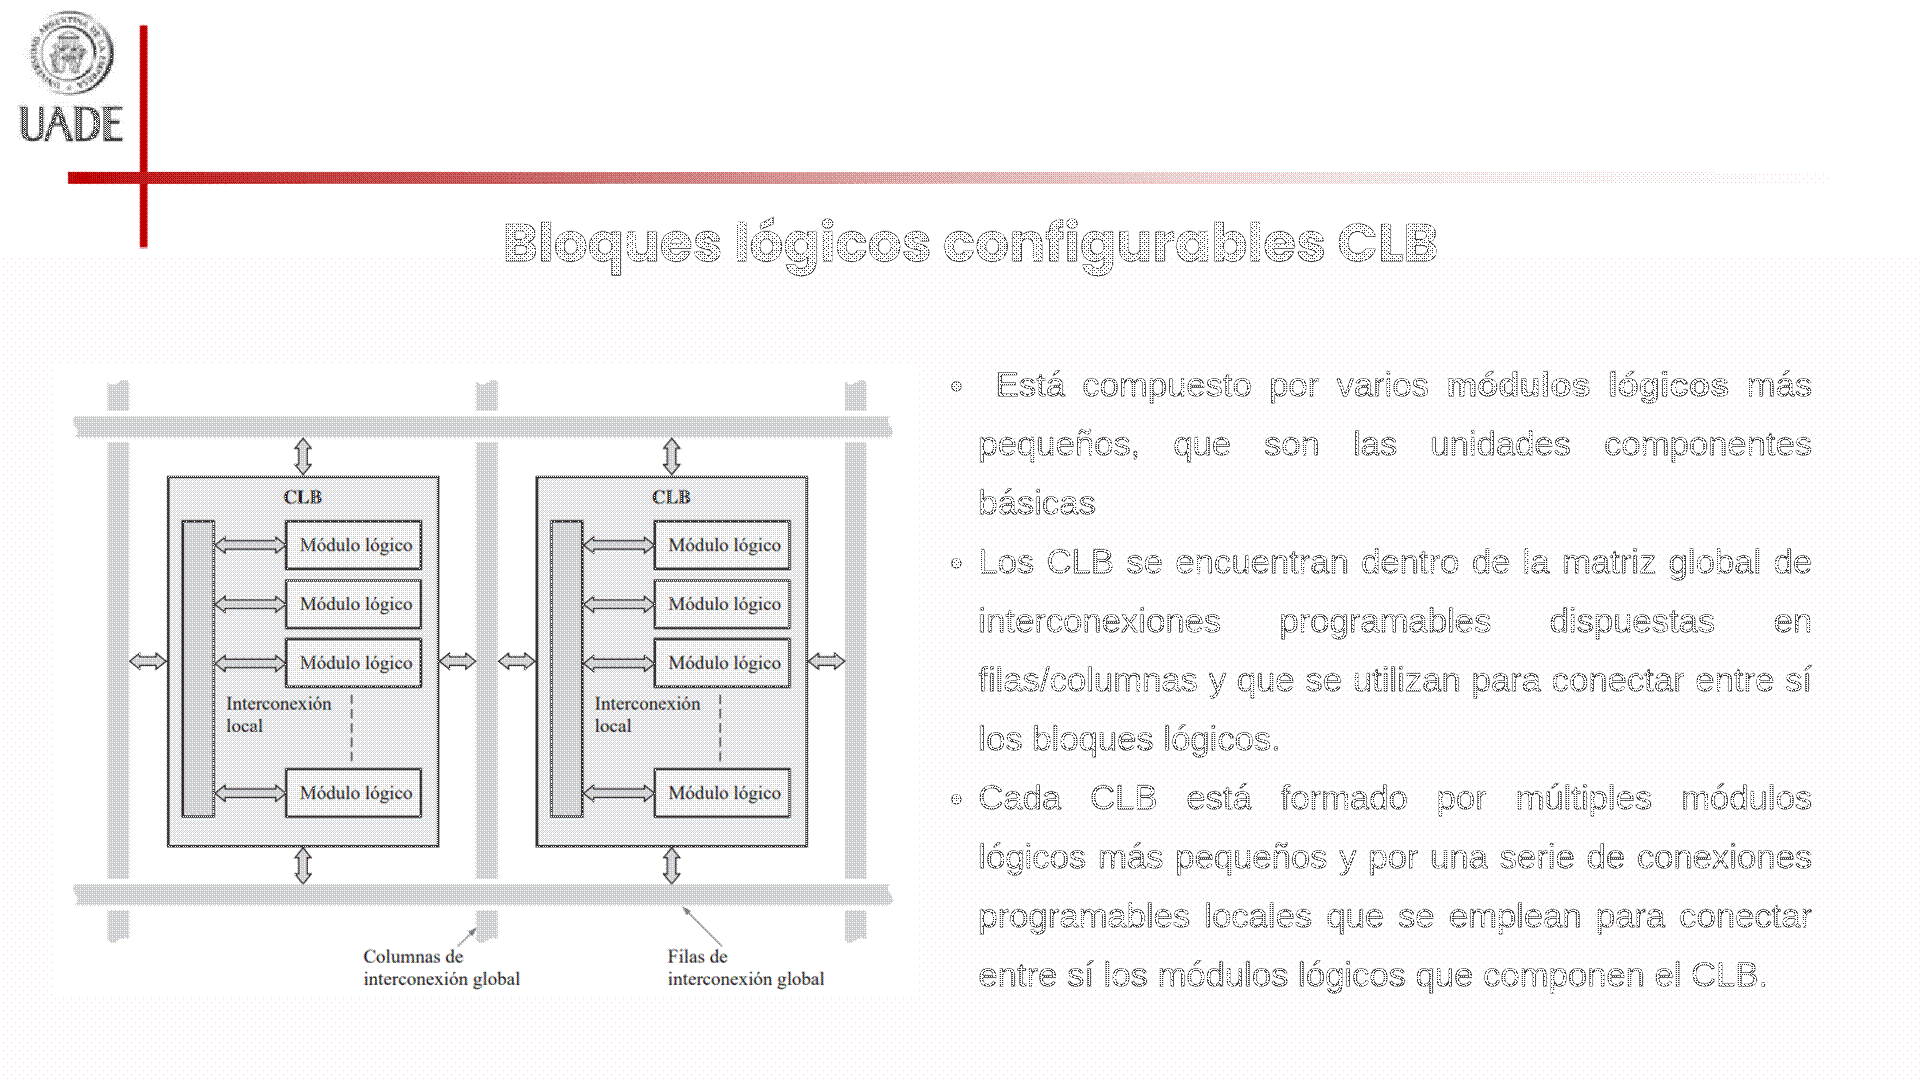 UNIVERSIDAD ARGENTINA DE LA EMPRESA
UADE
Bloques lógicos configurables CLB
CLB
Módulo lógico
Módulo lógico
Módulo lógico
Interconexión
local
Módulo lógico
CLB
Módulo lógico
Módulo lógico
Módulo lógico
Interconexión
local
Módulo lógico
Columnas de
interconexión global
Filas de
interconexión global
• Está compuesto por varios módulos lógicos más
pequeños, que son las unidades componentes
básicas
• Los CLB se encuentran dentro de la matriz global de
interconexiones programables dispuestas en
filas/columnas y que se utilizan para conectar entre sí
los bloques lógicos.
• Cada CLB está formado por múltiples módulos
lógicos más pequeños y por una serie de conexiones
programables locales que se emplean para conectar
entre sí los módulos lógicos que componen el CLB.